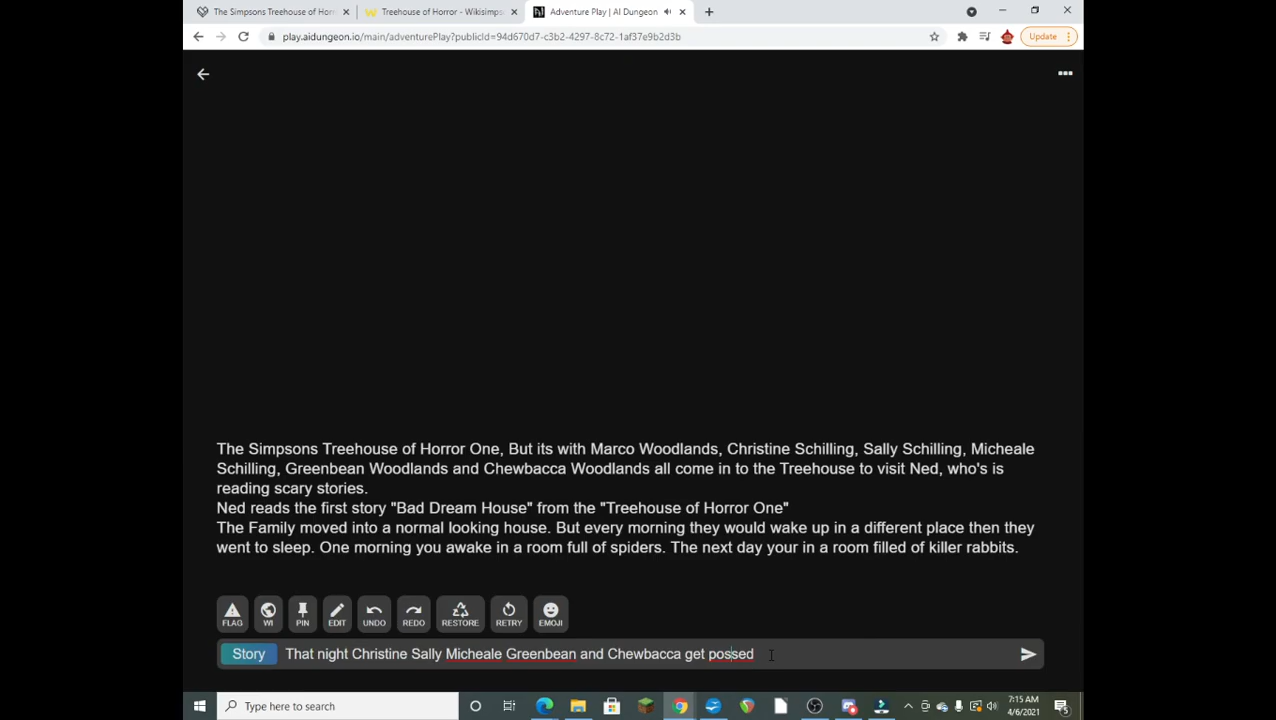 The Simpsons Treehouse of Horr
Treehouse of Horror - Wikisimps
Adventure Play | AI Dungeon
play.aidungeon.io/main/adventurePlay?publicId=94d670d7-c3b2-4297-8c72-1af37e9b2d3b
Update
The Simpsons Treehouse of Horror One, But its with Marco Woodlands, Christine Schilling, Sally Schilling, Micheale
Schilling, Greenbean Woodlands and Chewbacca Woodlands all come in to the Treehouse to visit Ned, who's is
reading scary stories.
Ned reads the first story "Bad Dream House" from the "Treehouse of Horror One"
The Family moved into a normal looking house. But every morning they would wake up in a different place then they
went to sleep. One morning you awake in a room full of spiders. The next day your in a room filled of killer rabbits.
FLAG WI PIN EDIT UNDO REDO RESTORE RETRY EMOJI
Story That night Christine Sally Micheale Greenbean and Chewbacca get possed
Type here to search
7:15 AM
4/6/2021
5